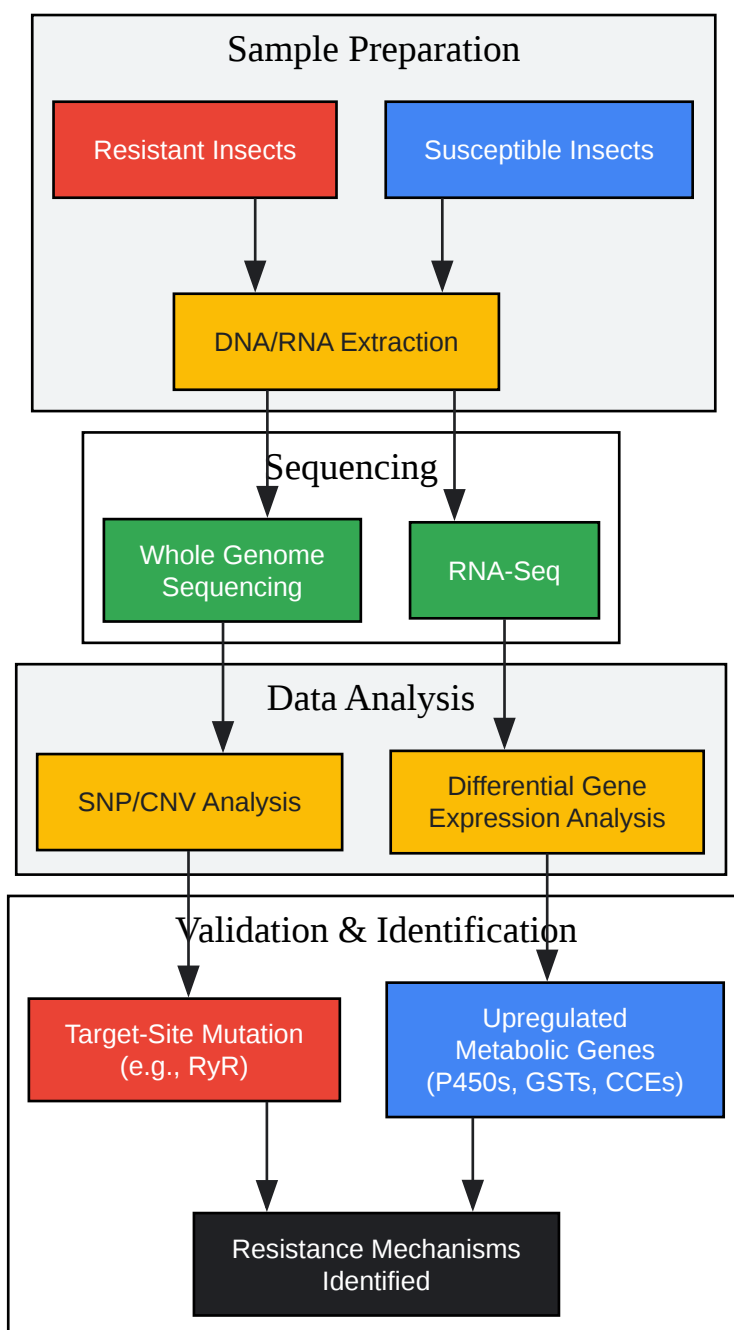 Sample Preparation
Resistant Insects
Susceptible Insects
DNA/RNA Extraction
Sequencing
Whole Genome
Sequencing
RNA-Seq
Data Analysis
SNP/CNV Analysis
Differential Gene
Expression Analysis
Validation & Identification
Target-Site Mutation
(e.g., RyR)
Upregulated
Metabolic Genes
(P450s, GSTs, CCEs)
Resistance Mechanisms
Identified